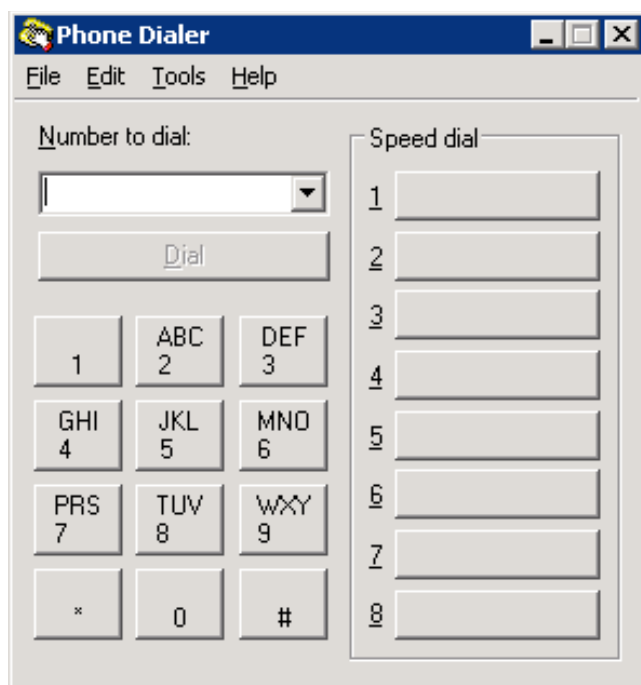 Phone Dialer
File Edit Tools Help
Number to dial:
Dial
1
ABC
2
DEF
3
GHI
4
JKL
5
MNO
6
PRS
7
TUV
8
WXY
9
*
0
#
Speed dial
1
2
3
4
5
6
7
8